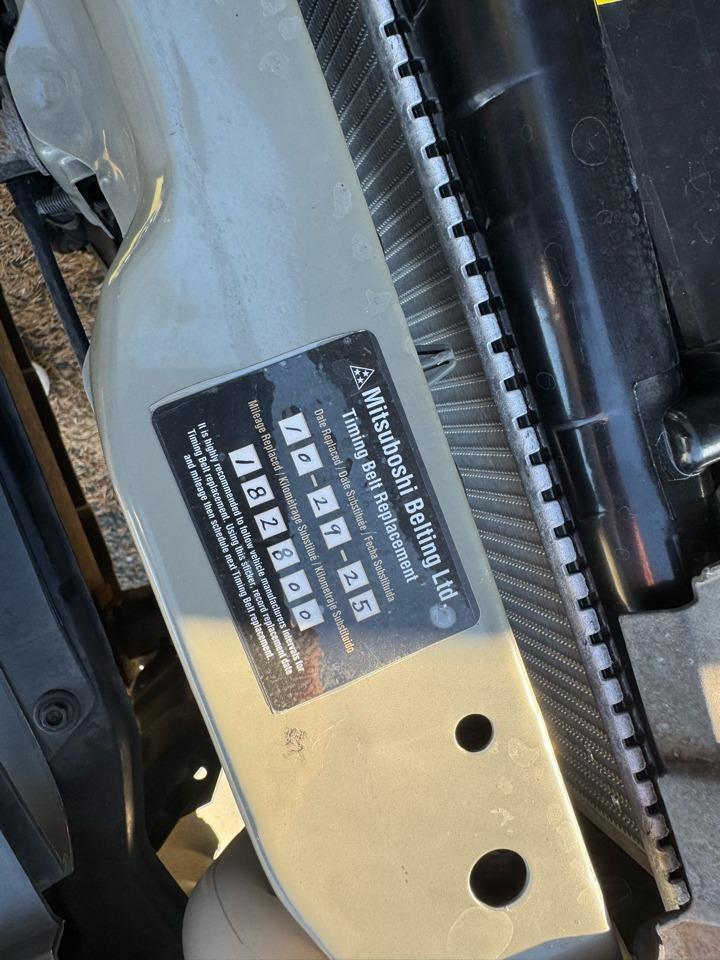 Mitsuboshi Belting Ltd
Timing Belt Replacement
Date Replaced / Date Substituée / Fecha Substituida
10-29-25
Mileage Replaced / Kilométrage Substitué / Kilometraje Substituido
182800
It is highly recommended to follow vehicle manufacturers intervals for
Timing Belt replacement. Using this sticker, record replacement date
and mileage then schedule next Timing Belt replacement.